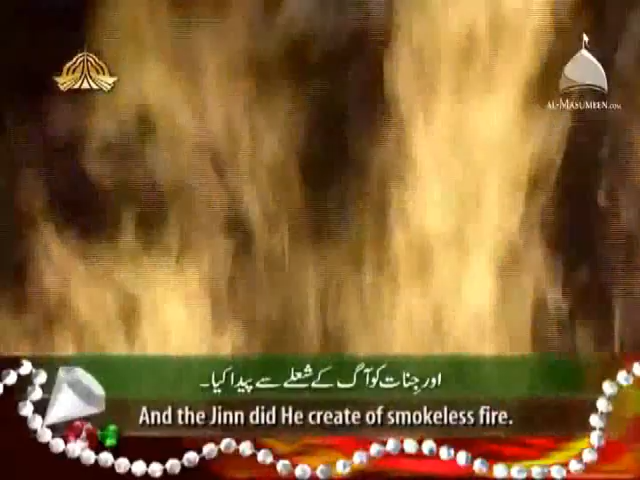 AL-MASUMEEN.COM
اور جنات کو آگ کے شعلے سے پیدا کیا۔
And the Jinn did He create of smokeless fire.